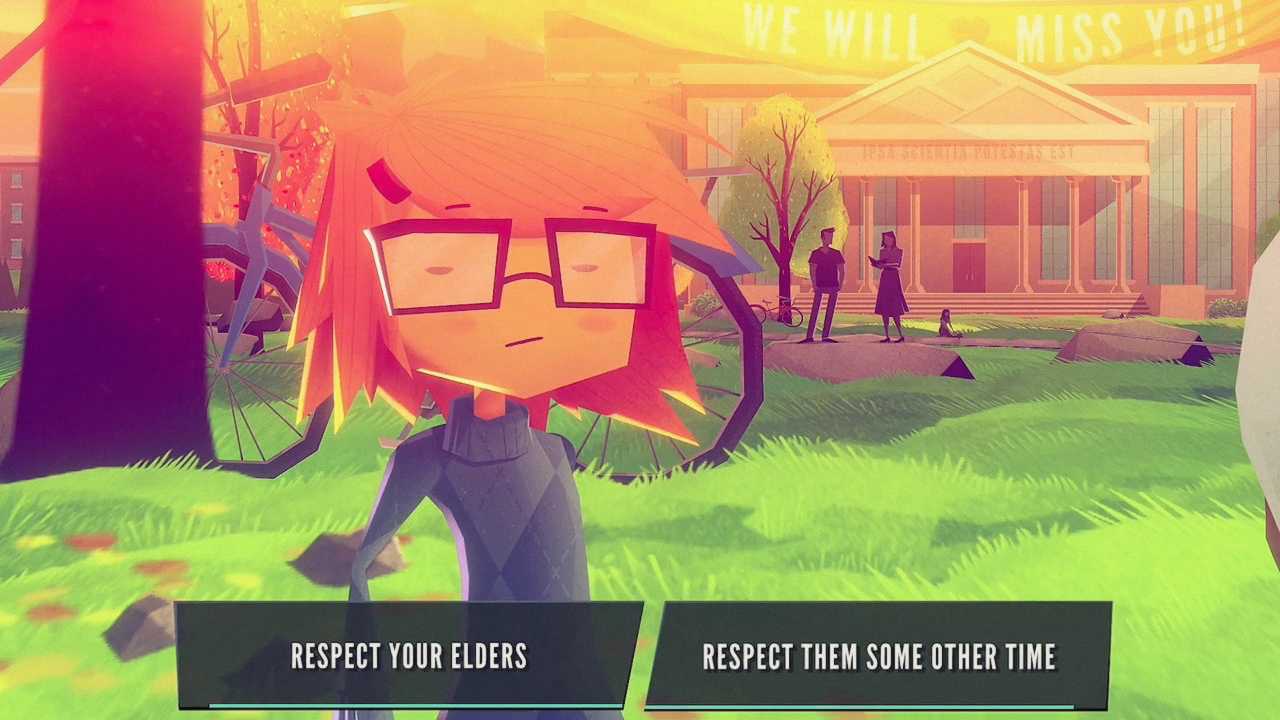 WE WILL MISS YOU!
IPSA SCIENTIA POTESTAS EST
RESPECT YOUR ELDERS
RESPECT THEM SOME OTHER TIME